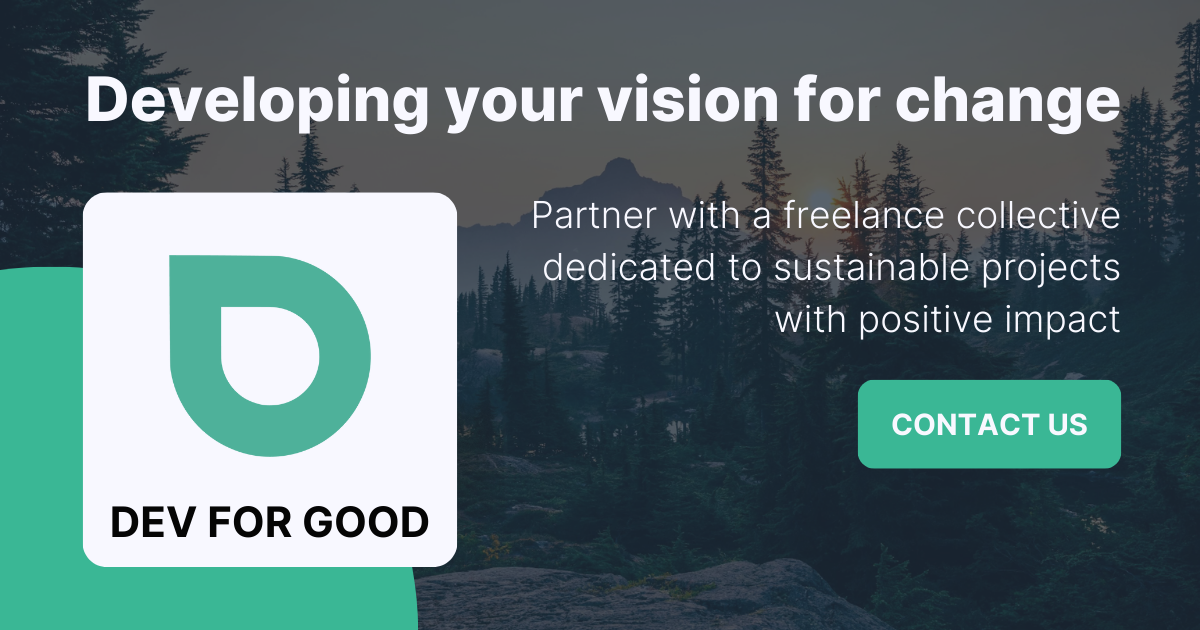 Developing your vision for change
Partner with a freelance collective
dedicated to sustainable projects
with positive impact
CONTACT US
DEV FOR GOOD